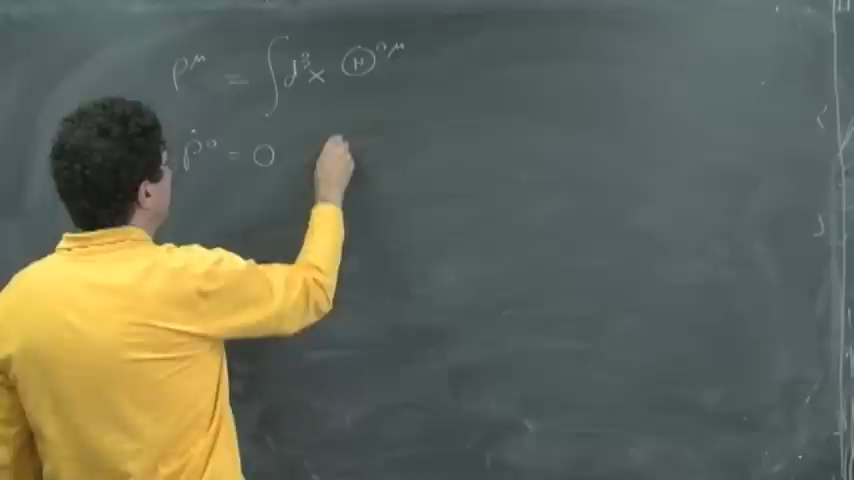 P^μ = ∫ d³x Θ^{0μ}
Ṗ^0 = 0